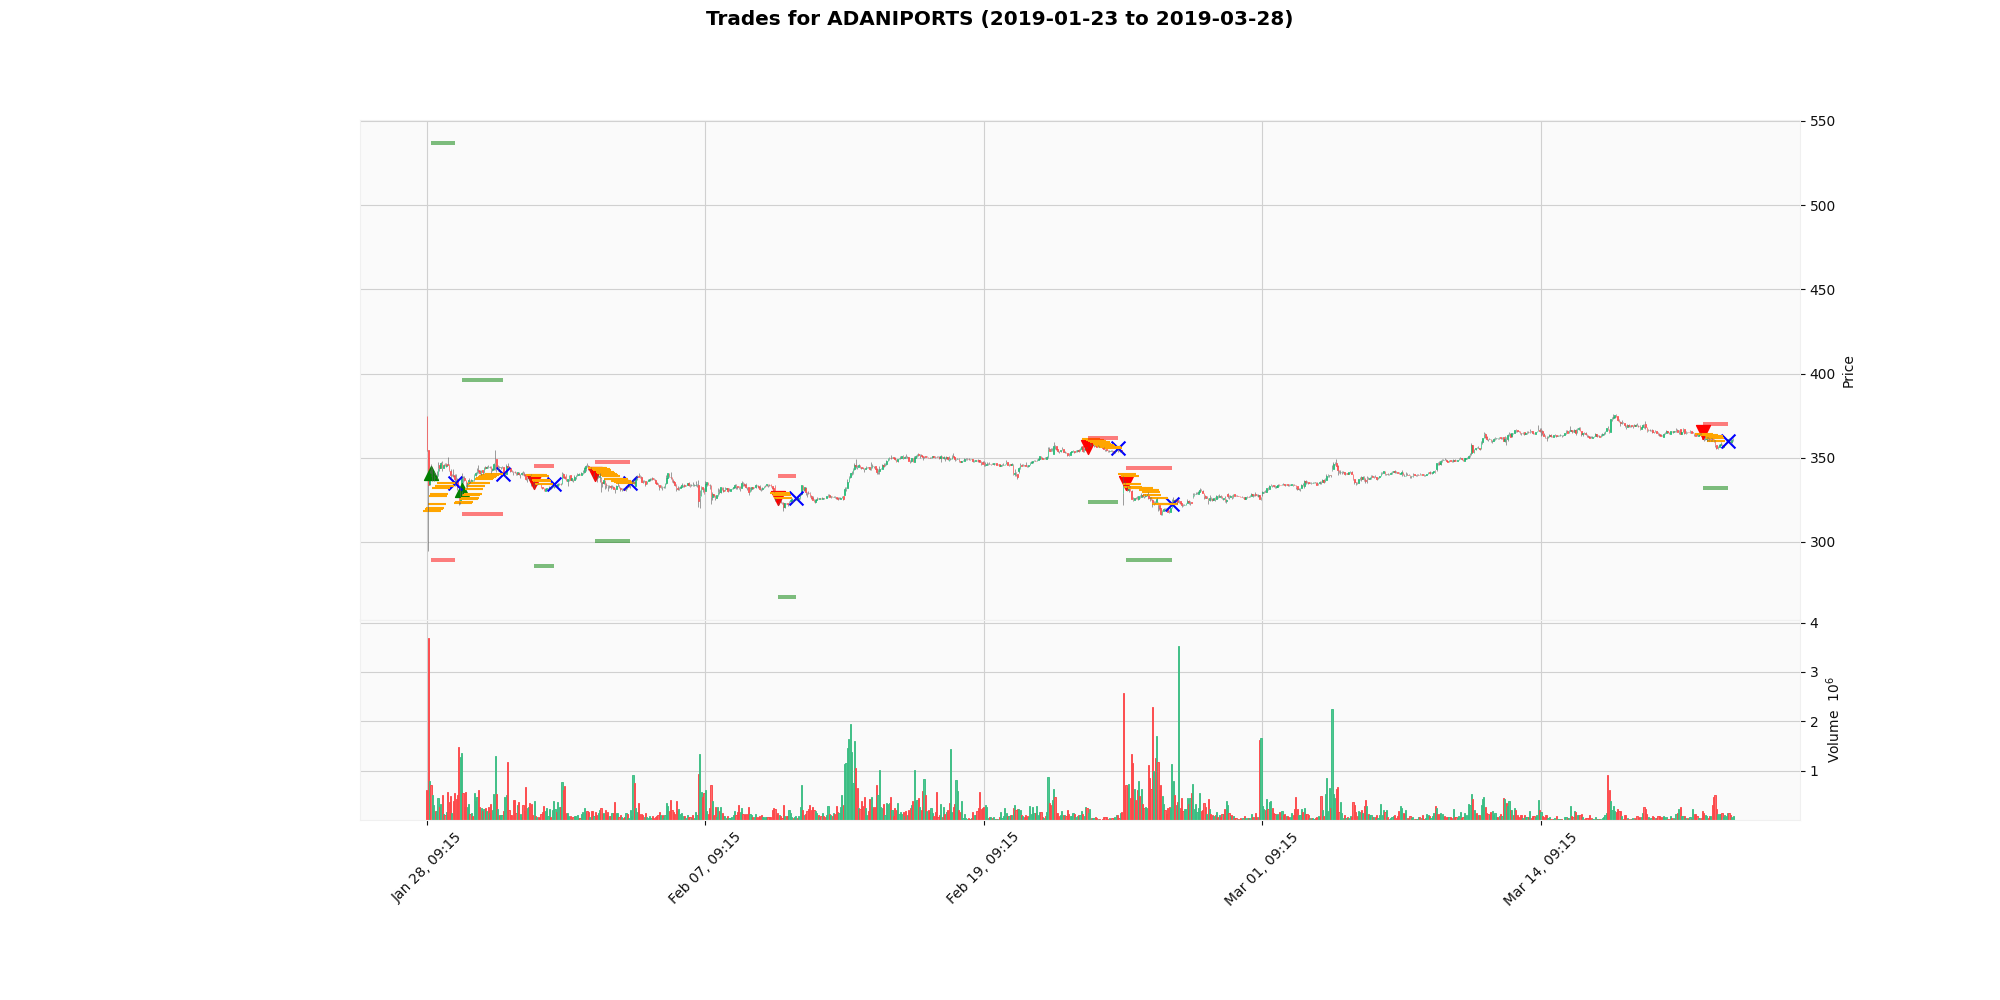 Trades for ADANIPORTS (2019-01-23 to 2019-03-28)
550
500
450
400
350
300
Price
4
3
2
1
Volume 10^6
Jan 28, 09:15
Feb 07, 09:15
Feb 19, 09:15
Mar 01, 09:15
Mar 14, 09:15